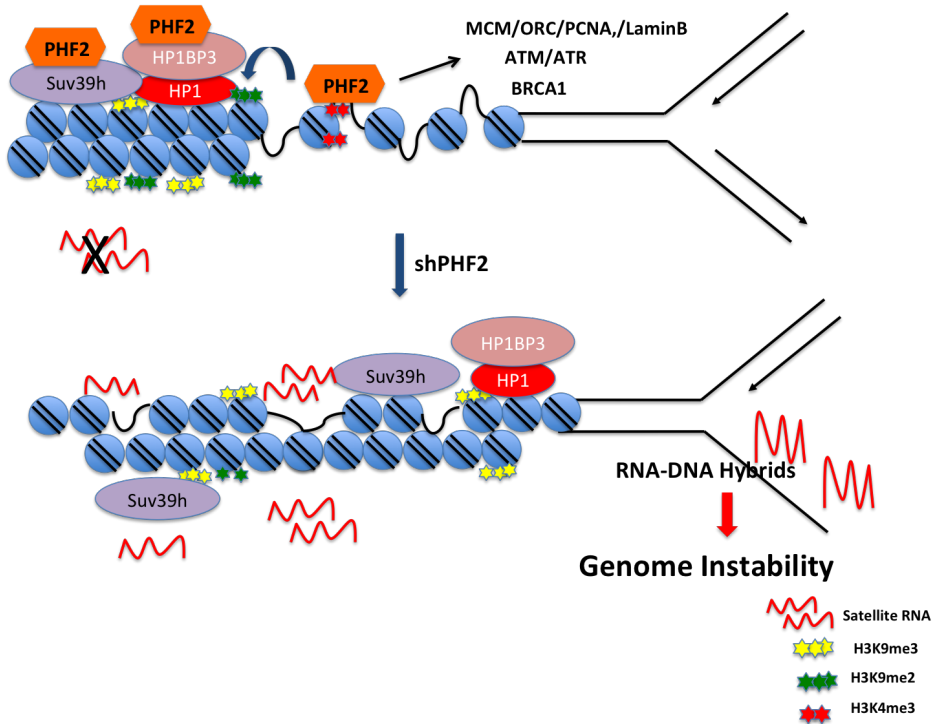 PHF2
PHF2
HP1BP3
Suv39h
HP1
PHF2
MCM/ORC/PCNA,/LaminB
ATM/ATR
BRCA1
X
shPHF2
HP1BP3
Suv39h
HP1
RNA-DNA Hybrids
Suv39h
Genome Instability
Satellite RNA
H3K9me3
H3K9me2
H3K4me3